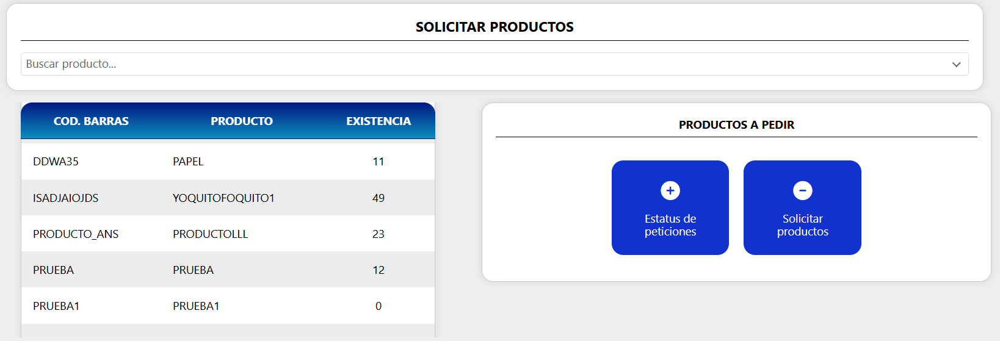 SOLICITAR PRODUCTOS
Buscar producto...
COD. BARRAS PRODUCTO EXISTENCIA
DDWA35 PAPEL 11
ISADJAIOJDS YOQUITOFOQUITO1 49
PRODUCTO_ANS PRODUCTOLLL 23
PRUEBA PRUEBA 12
PRUEBA1 PRUEBA1 0
PRODUCTOS A PEDIR
Estatus de
peticiones
Solicitar
productos